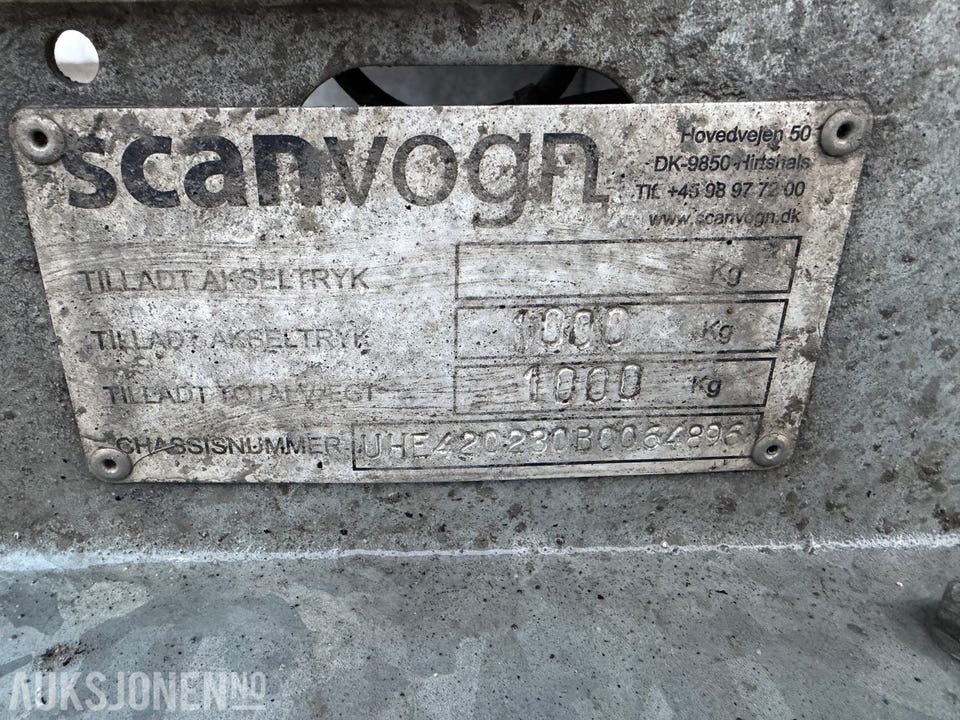 scanvogn
Hovedvejen 50
DK-9850 Hirtshals
Tlf. +45 98 97 72 00
www.scanvogn.dk
TILLADT AKSELTRYK Kg
TILLADT AKSELTRYK 1000 Kg
TILLADT TOTALVÆGT 1000 Kg
CHASSISNUMMER UHE420230B0064896
AUKSJONEN.NO